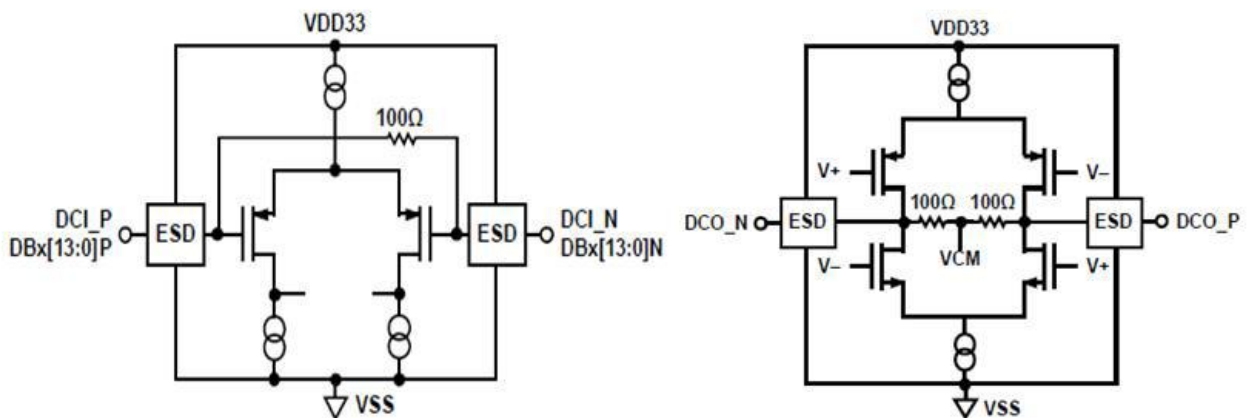 VDD33
100Ω
DCI_P
DBx[13:0]P
ESD
ESD
DCI_N
DBx[13:0]N
VSS
VDD33
V+
V–
100Ω
100Ω
DCO_N
ESD
ESD
DCO_P
VCM
V–
V+
VSS